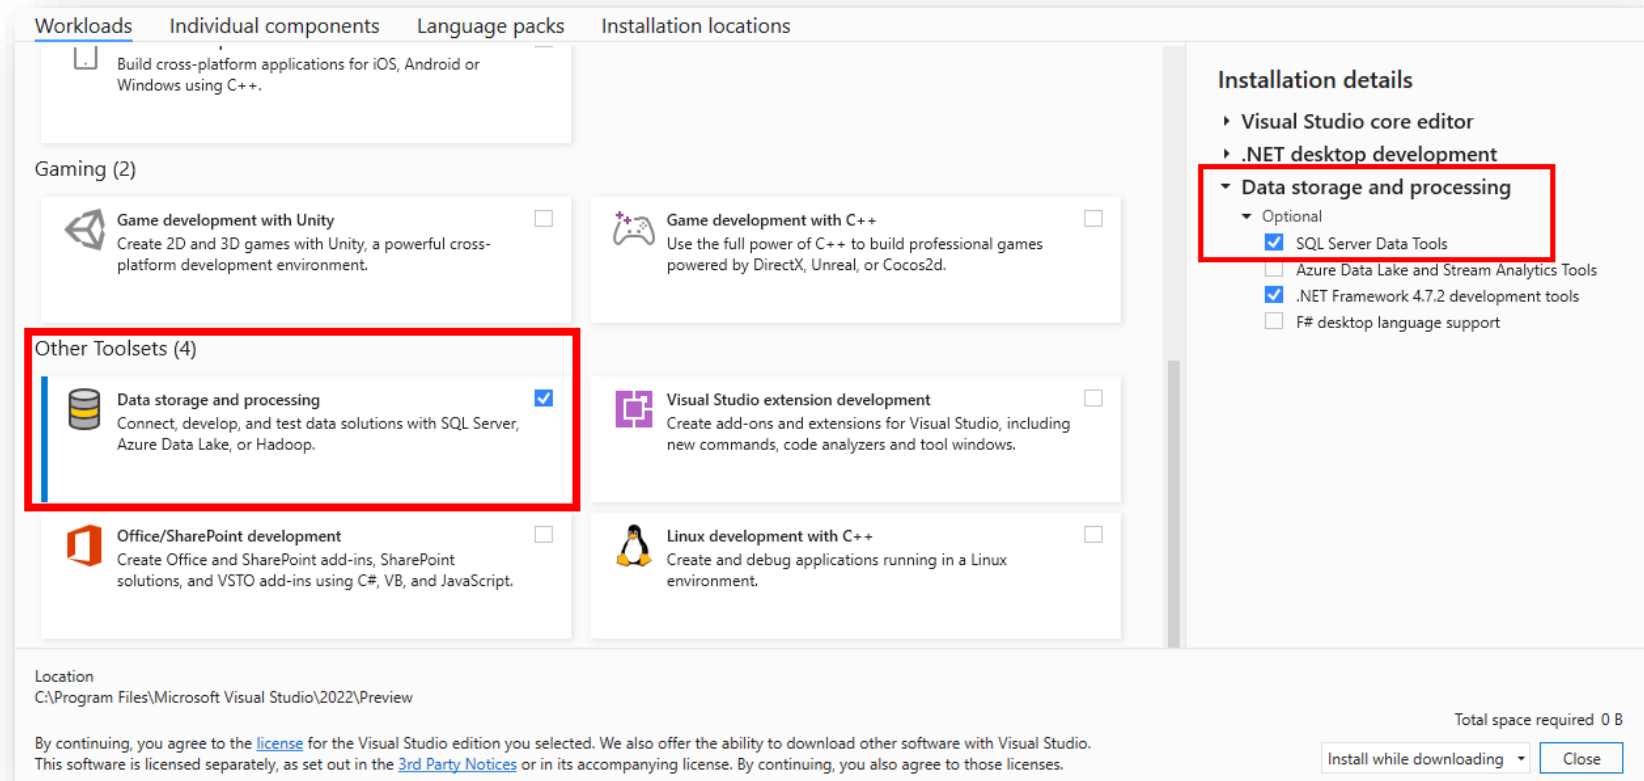 Workloads
Individual components
Language packs
Installation locations
Build cross-platform applications for iOS, Android or
Windows using C++.
Gaming (2)
Game development with Unity
Create 2D and 3D games with Unity, a powerful cross-
platform development environment.
Game development with C++
Use the full power of C++ to build professional games
powered by DirectX, Unreal, or Cocos2d.
Other Toolsets (4)
Data storage and processing
Connect, develop, and test data solutions with SQL Server,
Azure Data Lake, or Hadoop.
Visual Studio extension development
Create add-ons and extensions for Visual Studio, including
new commands, code analyzers and tool windows.
Office/SharePoint development
Create Office and SharePoint add-ins, SharePoint
solutions, and VSTO add-ins using C#, VB, and JavaScript.
Linux development with C++
Create and debug applications running in a Linux
environment.
Installation details
Visual Studio core editor
.NET desktop development
Data storage and processing
Optional
SQL Server Data Tools
Azure Data Lake and Stream Analytics Tools
.NET Framework 4.7.2 development tools
F# desktop language support
Location
C:\Program Files\Microsoft Visual Studio\2022\Preview
By continuing, you agree to the license for the Visual Studio edition you selected. We also offer the ability to download other software with Visual Studio.
This software is licensed separately, as set out in the 3rd Party Notices or in its accompanying license. By continuing, you also agree to those licenses.
Total space required 0 B
Install while downloading
Close